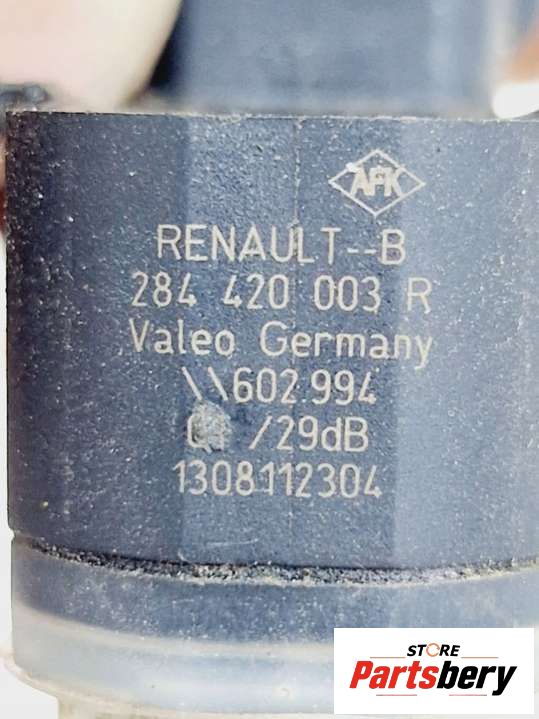 AFK
RENAULT--B
284 420 003 R
Valeo Germany
\\602.994
/29dB
1308112304
STORE
Partsbery